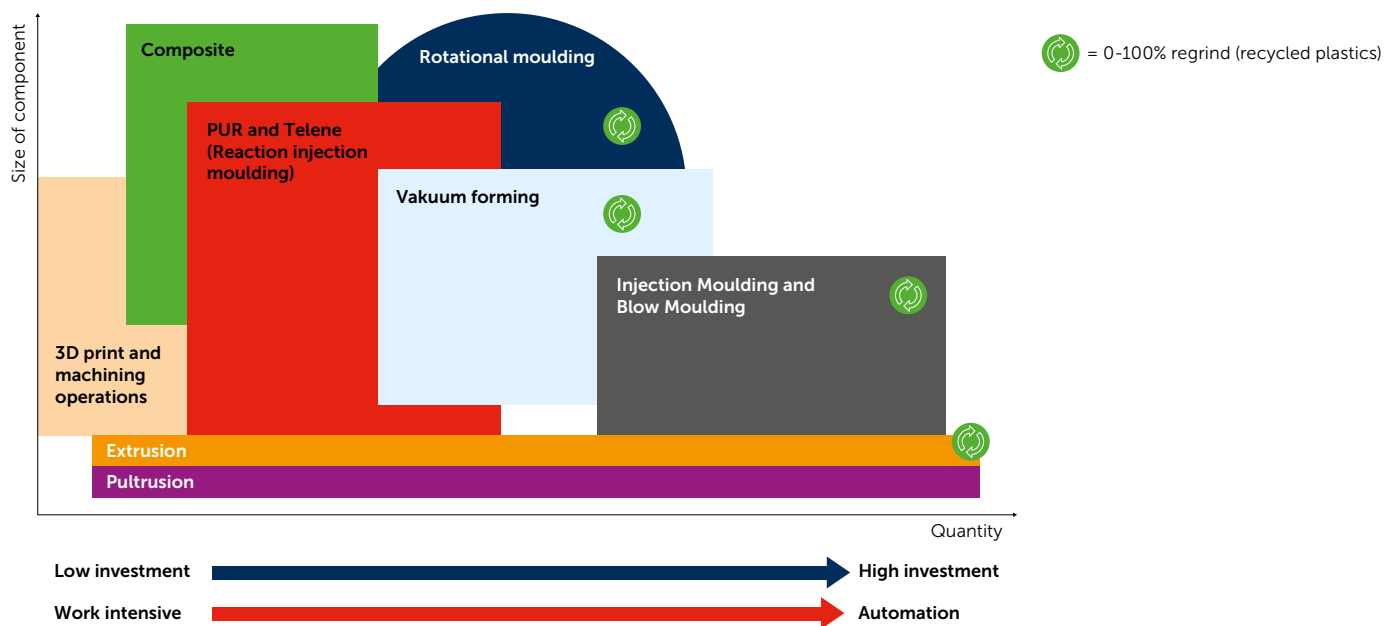 Size of component
Composite
Rotational moulding
= 0-100% regrind (recycled plastics)
PUR and Telene
(Reaction injection
moulding)
Vakuum forming
Injection Moulding and
Blow Moulding
3D print and
machining
operations
Extrusion
Pultrusion
Quantity
Low investment
High investment
Work intensive
Automation